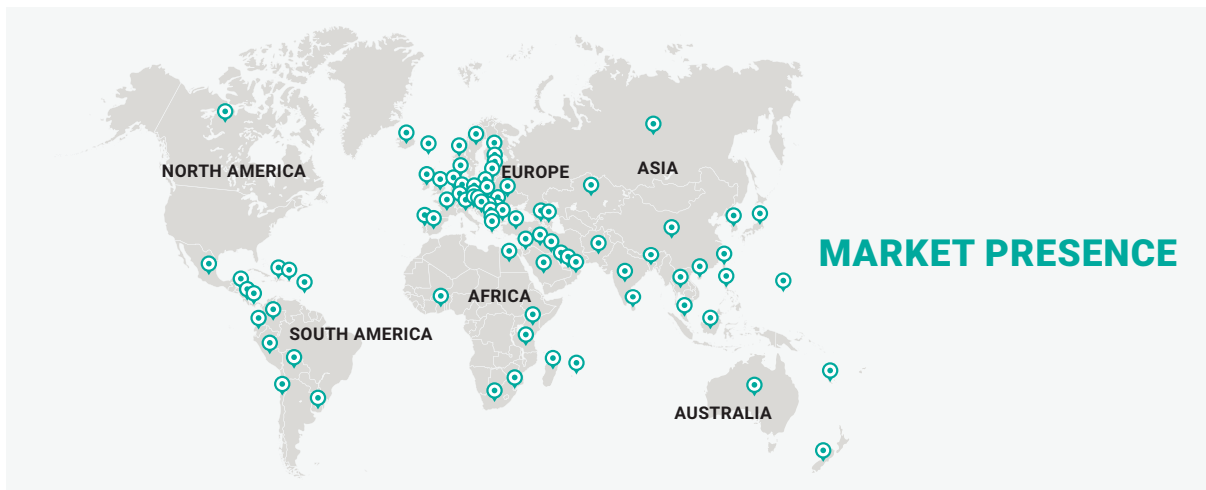 NORTH AMERICA
EUROPE
ASIA
MARKET PRESENCE
AFRICA
SOUTH AMERICA
AUSTRALIA